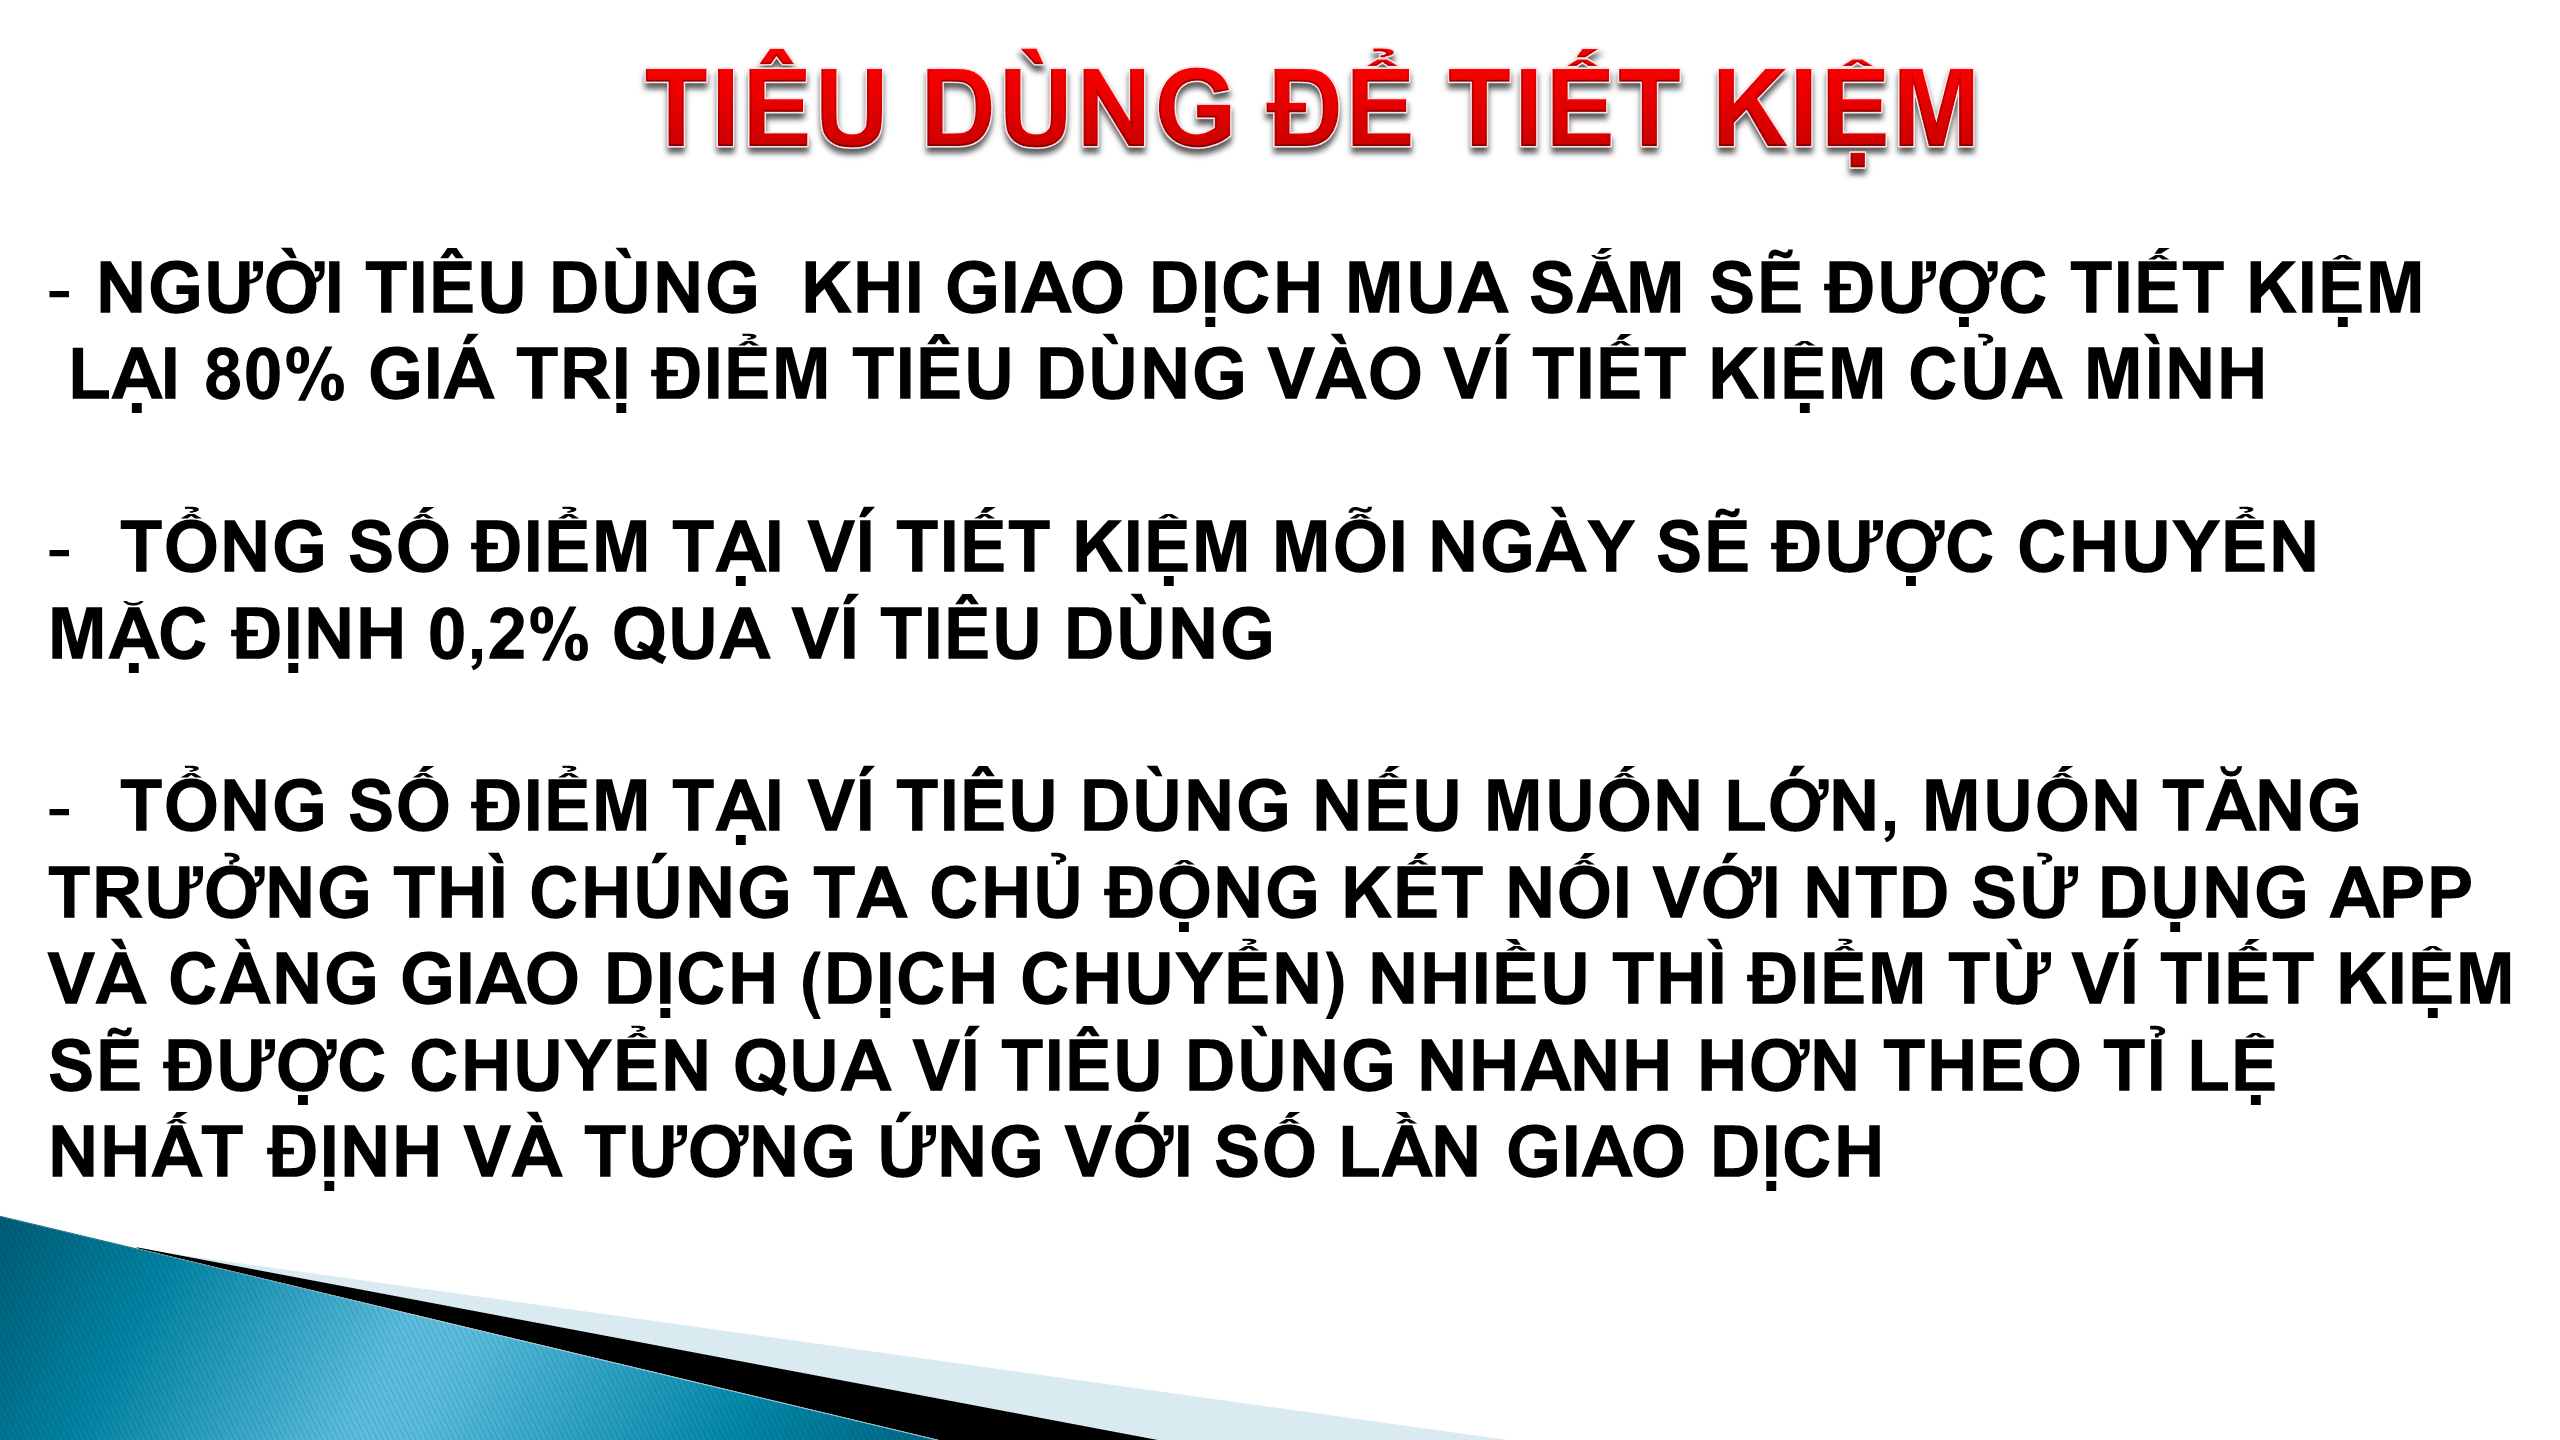 TIÊU DÙNG ĐỂ TIẾT KIỆM
- NGƯỜI TIÊU DÙNG  KHI GIAO DỊCH MUA SẮM SẼ ĐƯỢC TIẾT KIỆM
LẠI 80% GIÁ TRỊ ĐIỂM TIÊU DÙNG VÀO VÍ TIẾT KIỆM CỦA MÌNH
- TỔNG SỐ ĐIỂM TẠI VÍ TIẾT KIỆM MỖI NGÀY SẼ ĐƯỢC CHUYỂN
MẶC ĐỊNH 0,2% QUA VÍ TIÊU DÙNG
- TỔNG SỐ ĐIỂM TẠI VÍ TIÊU DÙNG NẾU MUỐN LỚN, MUỐN TĂNG
TRƯỞNG THÌ CHÚNG TA CHỦ ĐỘNG KẾT NỐI VỚI NTD SỬ DỤNG APP
VÀ CÀNG GIAO DỊCH (DỊCH CHUYỂN) NHIỀU THÌ ĐIỂM TỪ VÍ TIẾT KIỆM
SẼ ĐƯỢC CHUYỂN QUA VÍ TIÊU DÙNG NHANH HƠN THEO TỈ LỆ
NHẤT ĐỊNH VÀ TƯƠNG ỨNG VỚI SỐ LẦN GIAO DỊCH